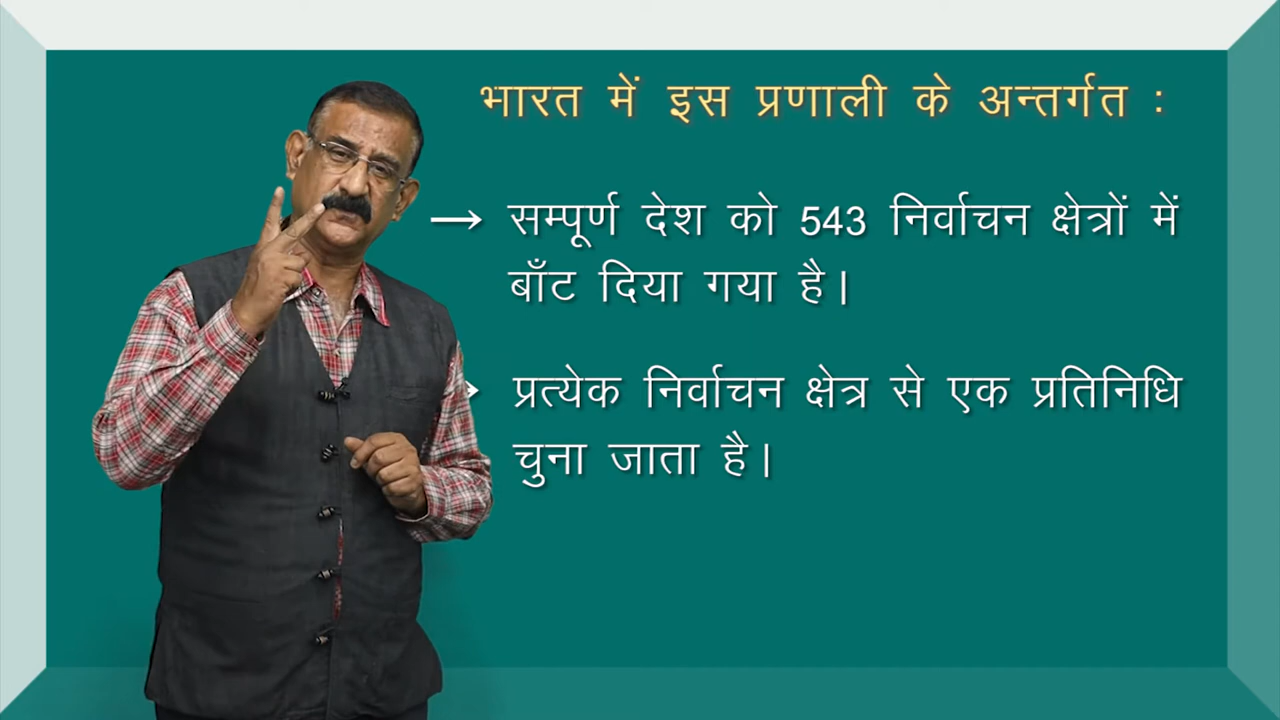 भारत में इस प्रणाली के अन्तर्गत :
→ सम्पूर्ण देश को 543 निर्वाचन क्षेत्रों में
बाँट दिया गया है।
प्रत्येक निर्वाचन क्षेत्र से एक प्रतिनिधि
चुना जाता है।